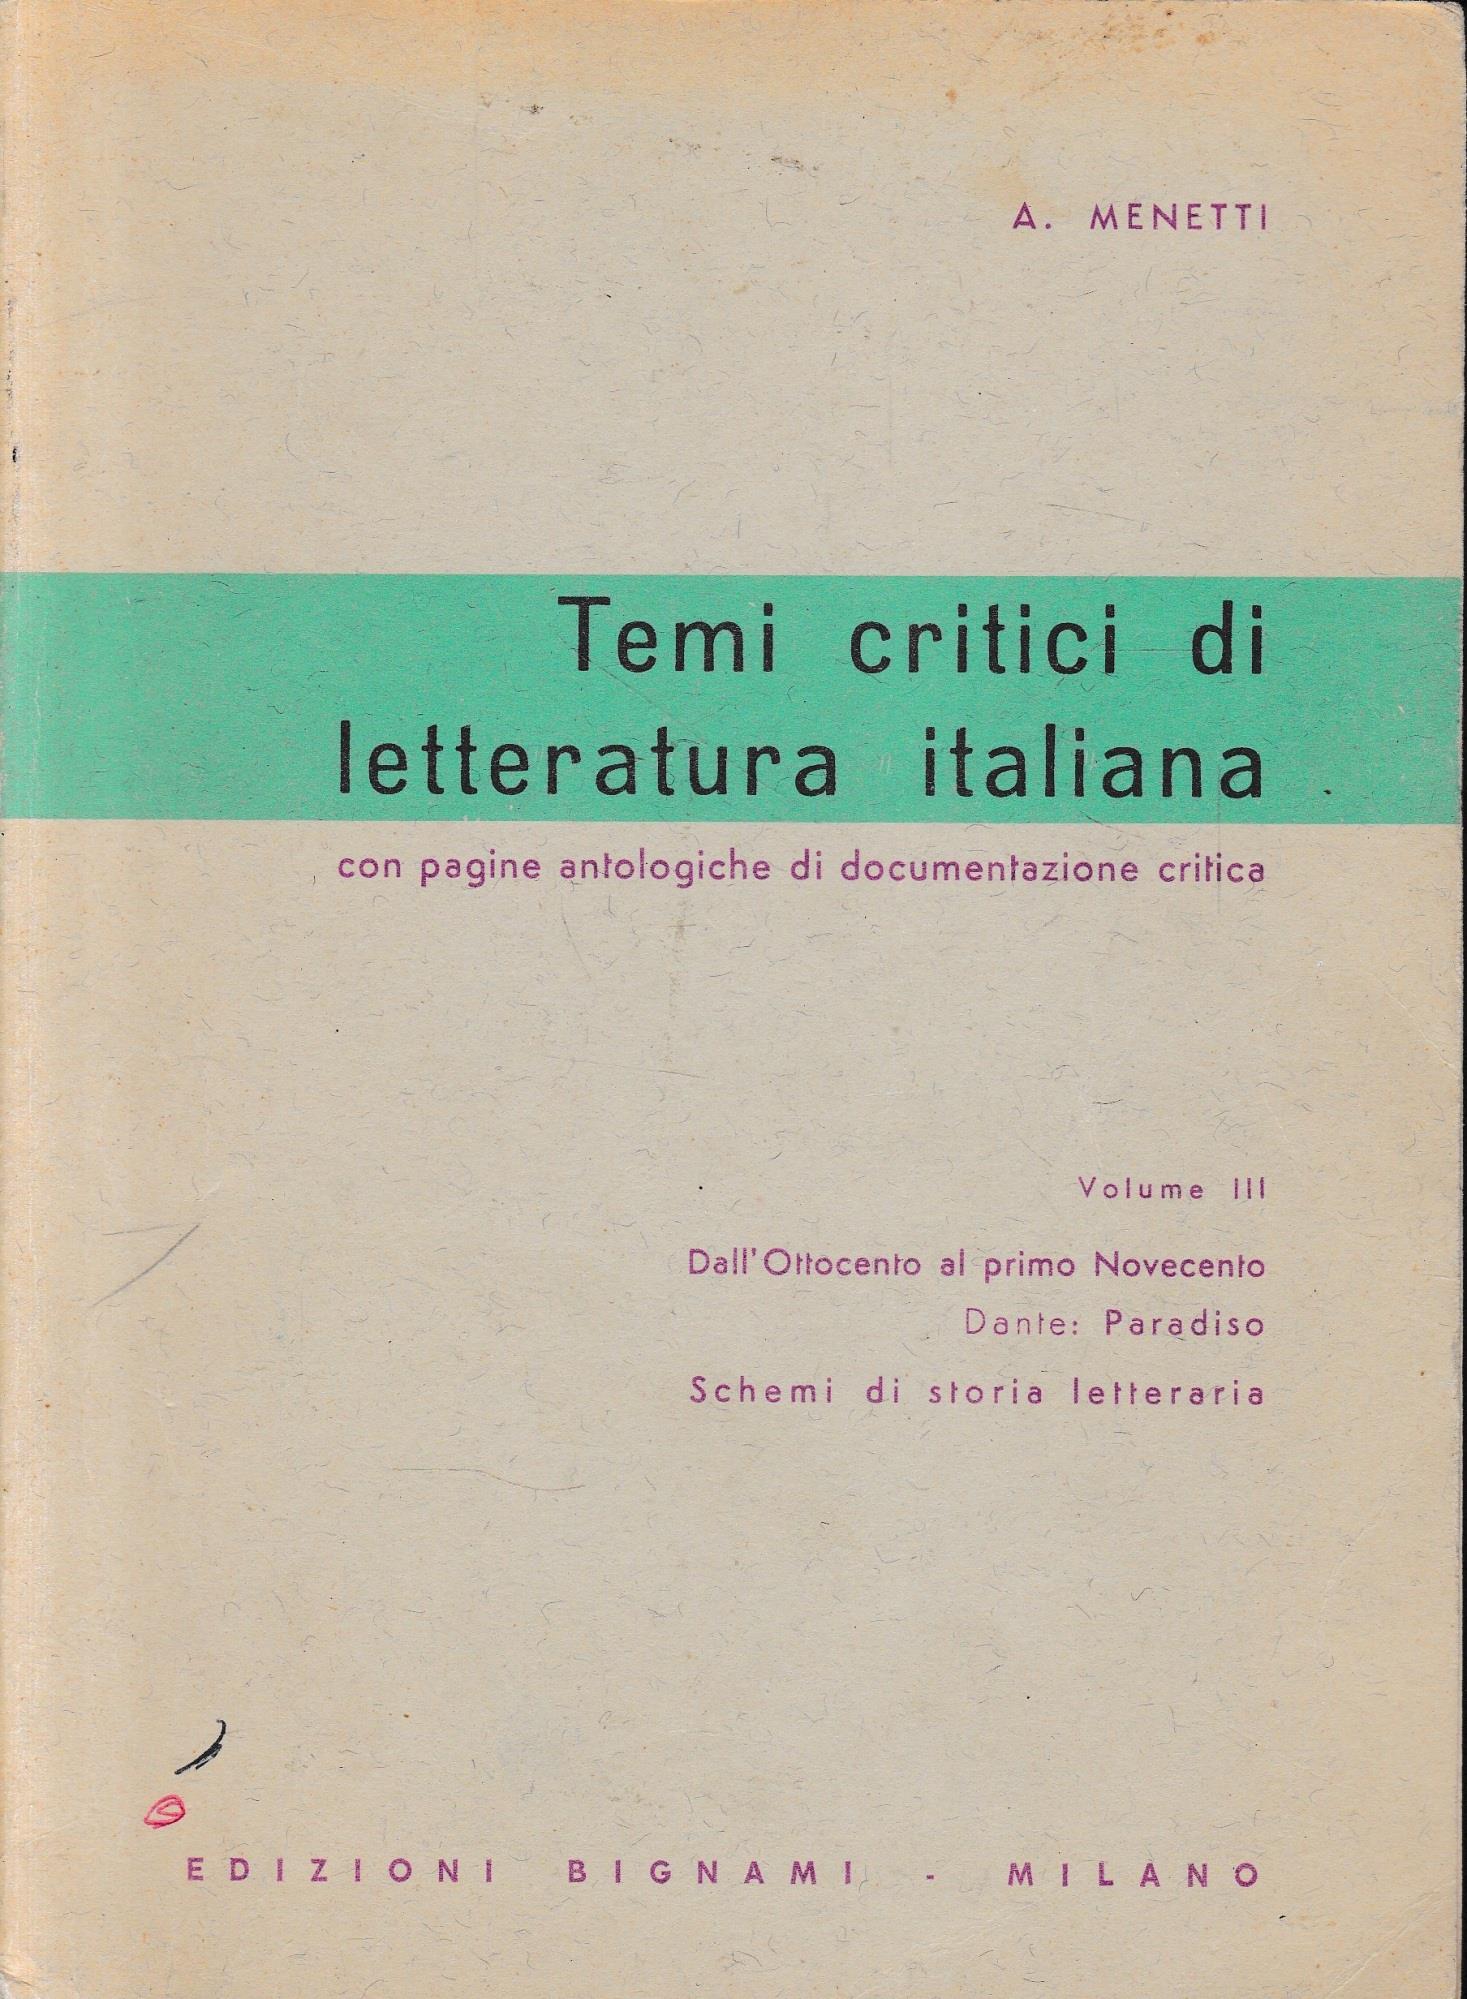 A. MENETTI
Temi critici di
letteratura italiana
con pagine antologiche di documentazione critica
Volume III
Dall'Ottocento al primo Novecento
Dante: Paradiso
Schemi di storia letteraria
EDIZIONI BIGNAMI - MILANO